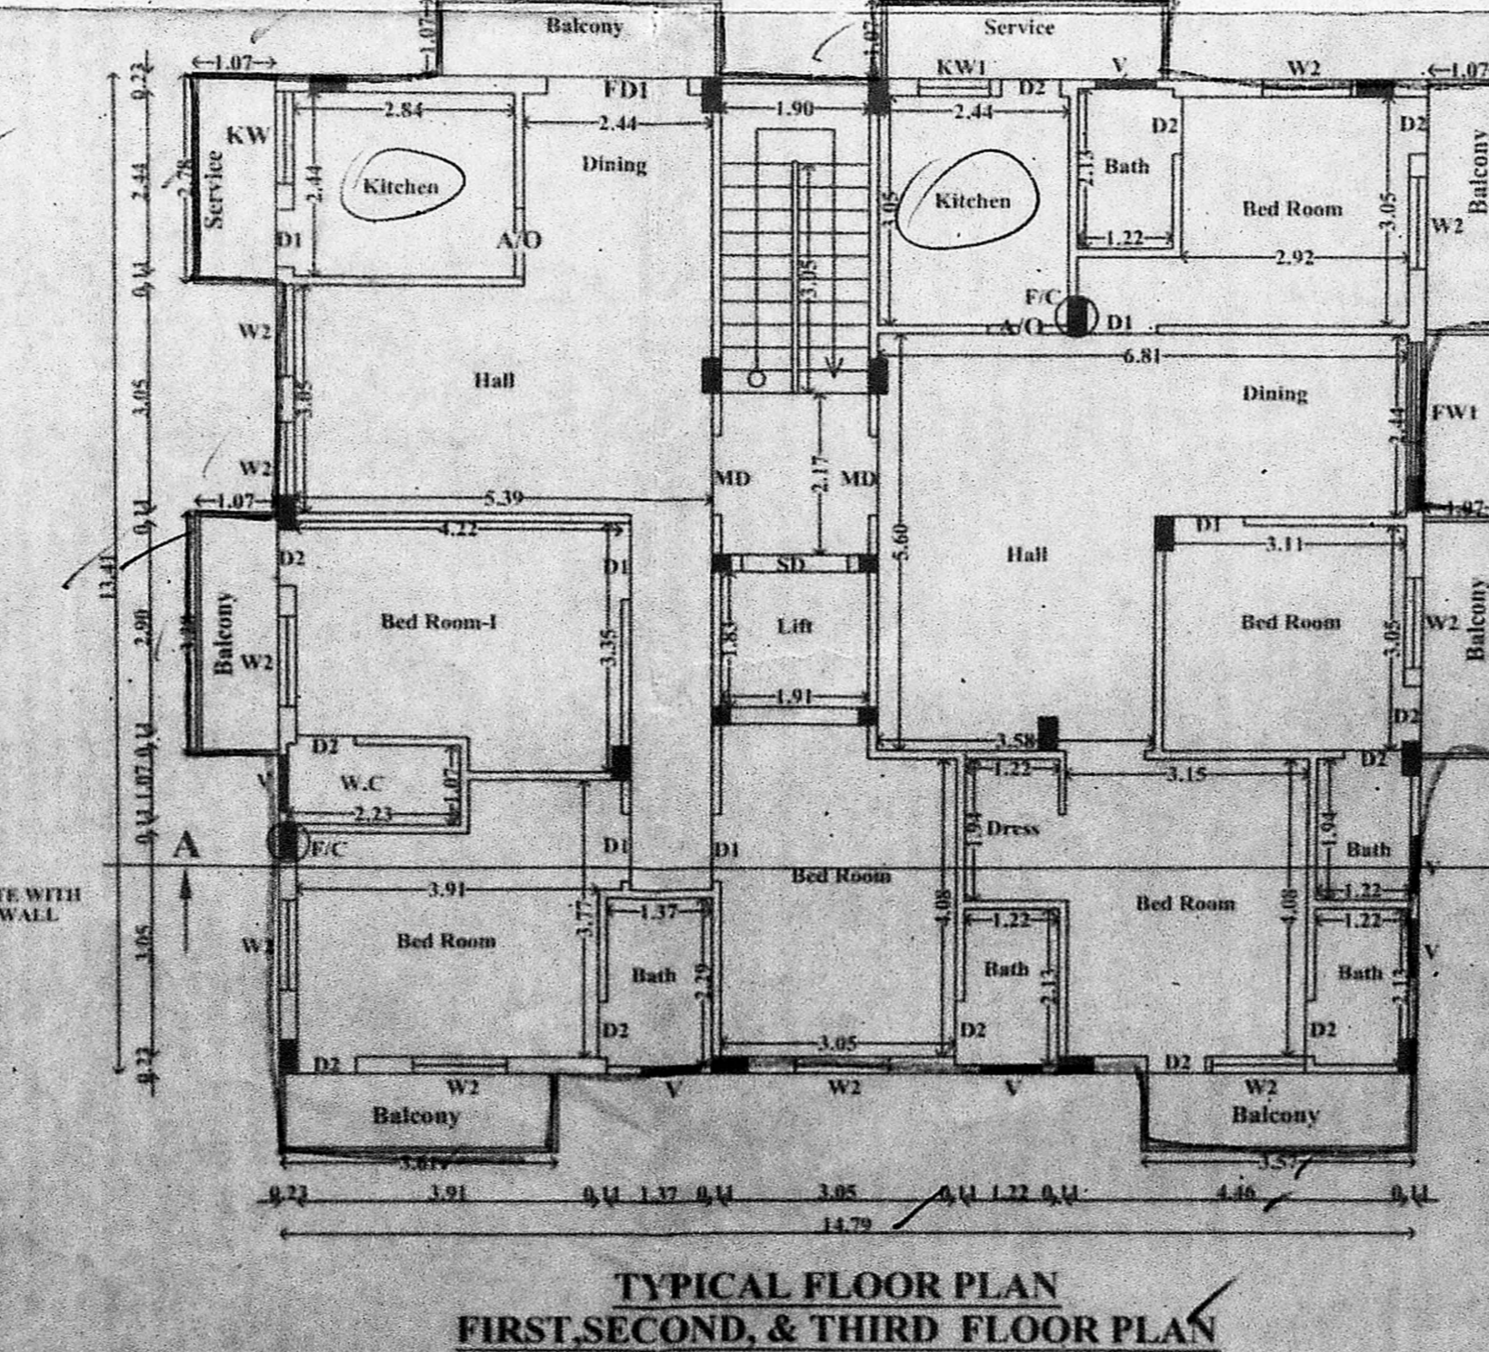 Balcony
Service
1.07
1.07
1.07
0.23
KW1
V
W2
1.07
FD1
D2
2.84
2.44
1.90
2.44
KW
Service
2.78
2.44
2.44
Kitchen
Dining
D1
A/O
3.05
3.05
Kitchen
2.13
Bath
D2
1.22
Bed Room
2.92
3.05
D2
Balcony
W2
0.11
W2
F/C
A/O
D1
6.81
3.05
3.05
Hall
Dining
2.44
FW1
W2
MD
2.17
MD
1.07
5.39
1.07
0.11
4.22
D2
D1
13.41
5.60
Hall
D1
3.11
SD
Balcony
2.90
3.28
W2
Bed Room-I
3.35
1.83
Lift
1.91
Bed Room
3.05
W2
Balcony
D2
0.11
D2
3.58
1.22
3.15
D2
V
W.C
1.07
2.23
1.07
0.11
1.94
Dress
1.94
Bath
A
F/C
D1
D1
Bed Room
V
1.22
TE WITH
WALL
3.91
3.77
1.37
4.08
1.22
Bed Room
4.08
1.22
3.05
Bed Room
Bath
2.29
Bath
2.13
Bath
2.13
V
D2
D2
D2
3.05
D2
D2
0.23
W2
V
W2
V
W2
Balcony
Balcony
3.57
0.23 3.91 0.11 1.37 0.11 3.05 0.11 1.22 0.11 4.46 0.11
14.79
TYPICAL FLOOR PLAN
FIRST,SECOND, & THIRD FLOOR PLAN